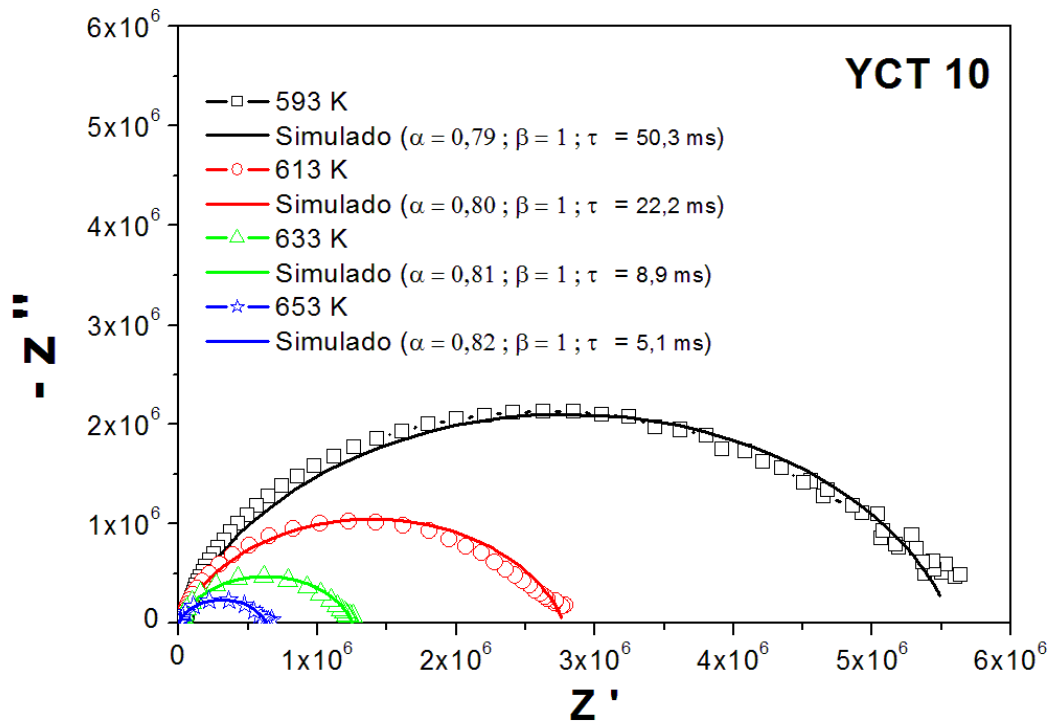 YCT 10
593 K
Simulado (α = 0,79 ; β = 1 ; τ = 50,3 ms)
613 K
Simulado (α = 0,80 ; β = 1 ; τ = 22,2 ms)
633 K
Simulado (α = 0,81 ; β = 1 ; τ = 8,9 ms)
653 K
Simulado (α = 0,82 ; β = 1 ; τ = 5,1 ms)
- Z ''
6x10⁶
5x10⁶
4x10⁶
3x10⁶
2x10⁶
1x10⁶
0
0 1x10⁶ 2x10⁶ 3x10⁶ 4x10⁶ 5x10⁶ 6x10⁶
Z '